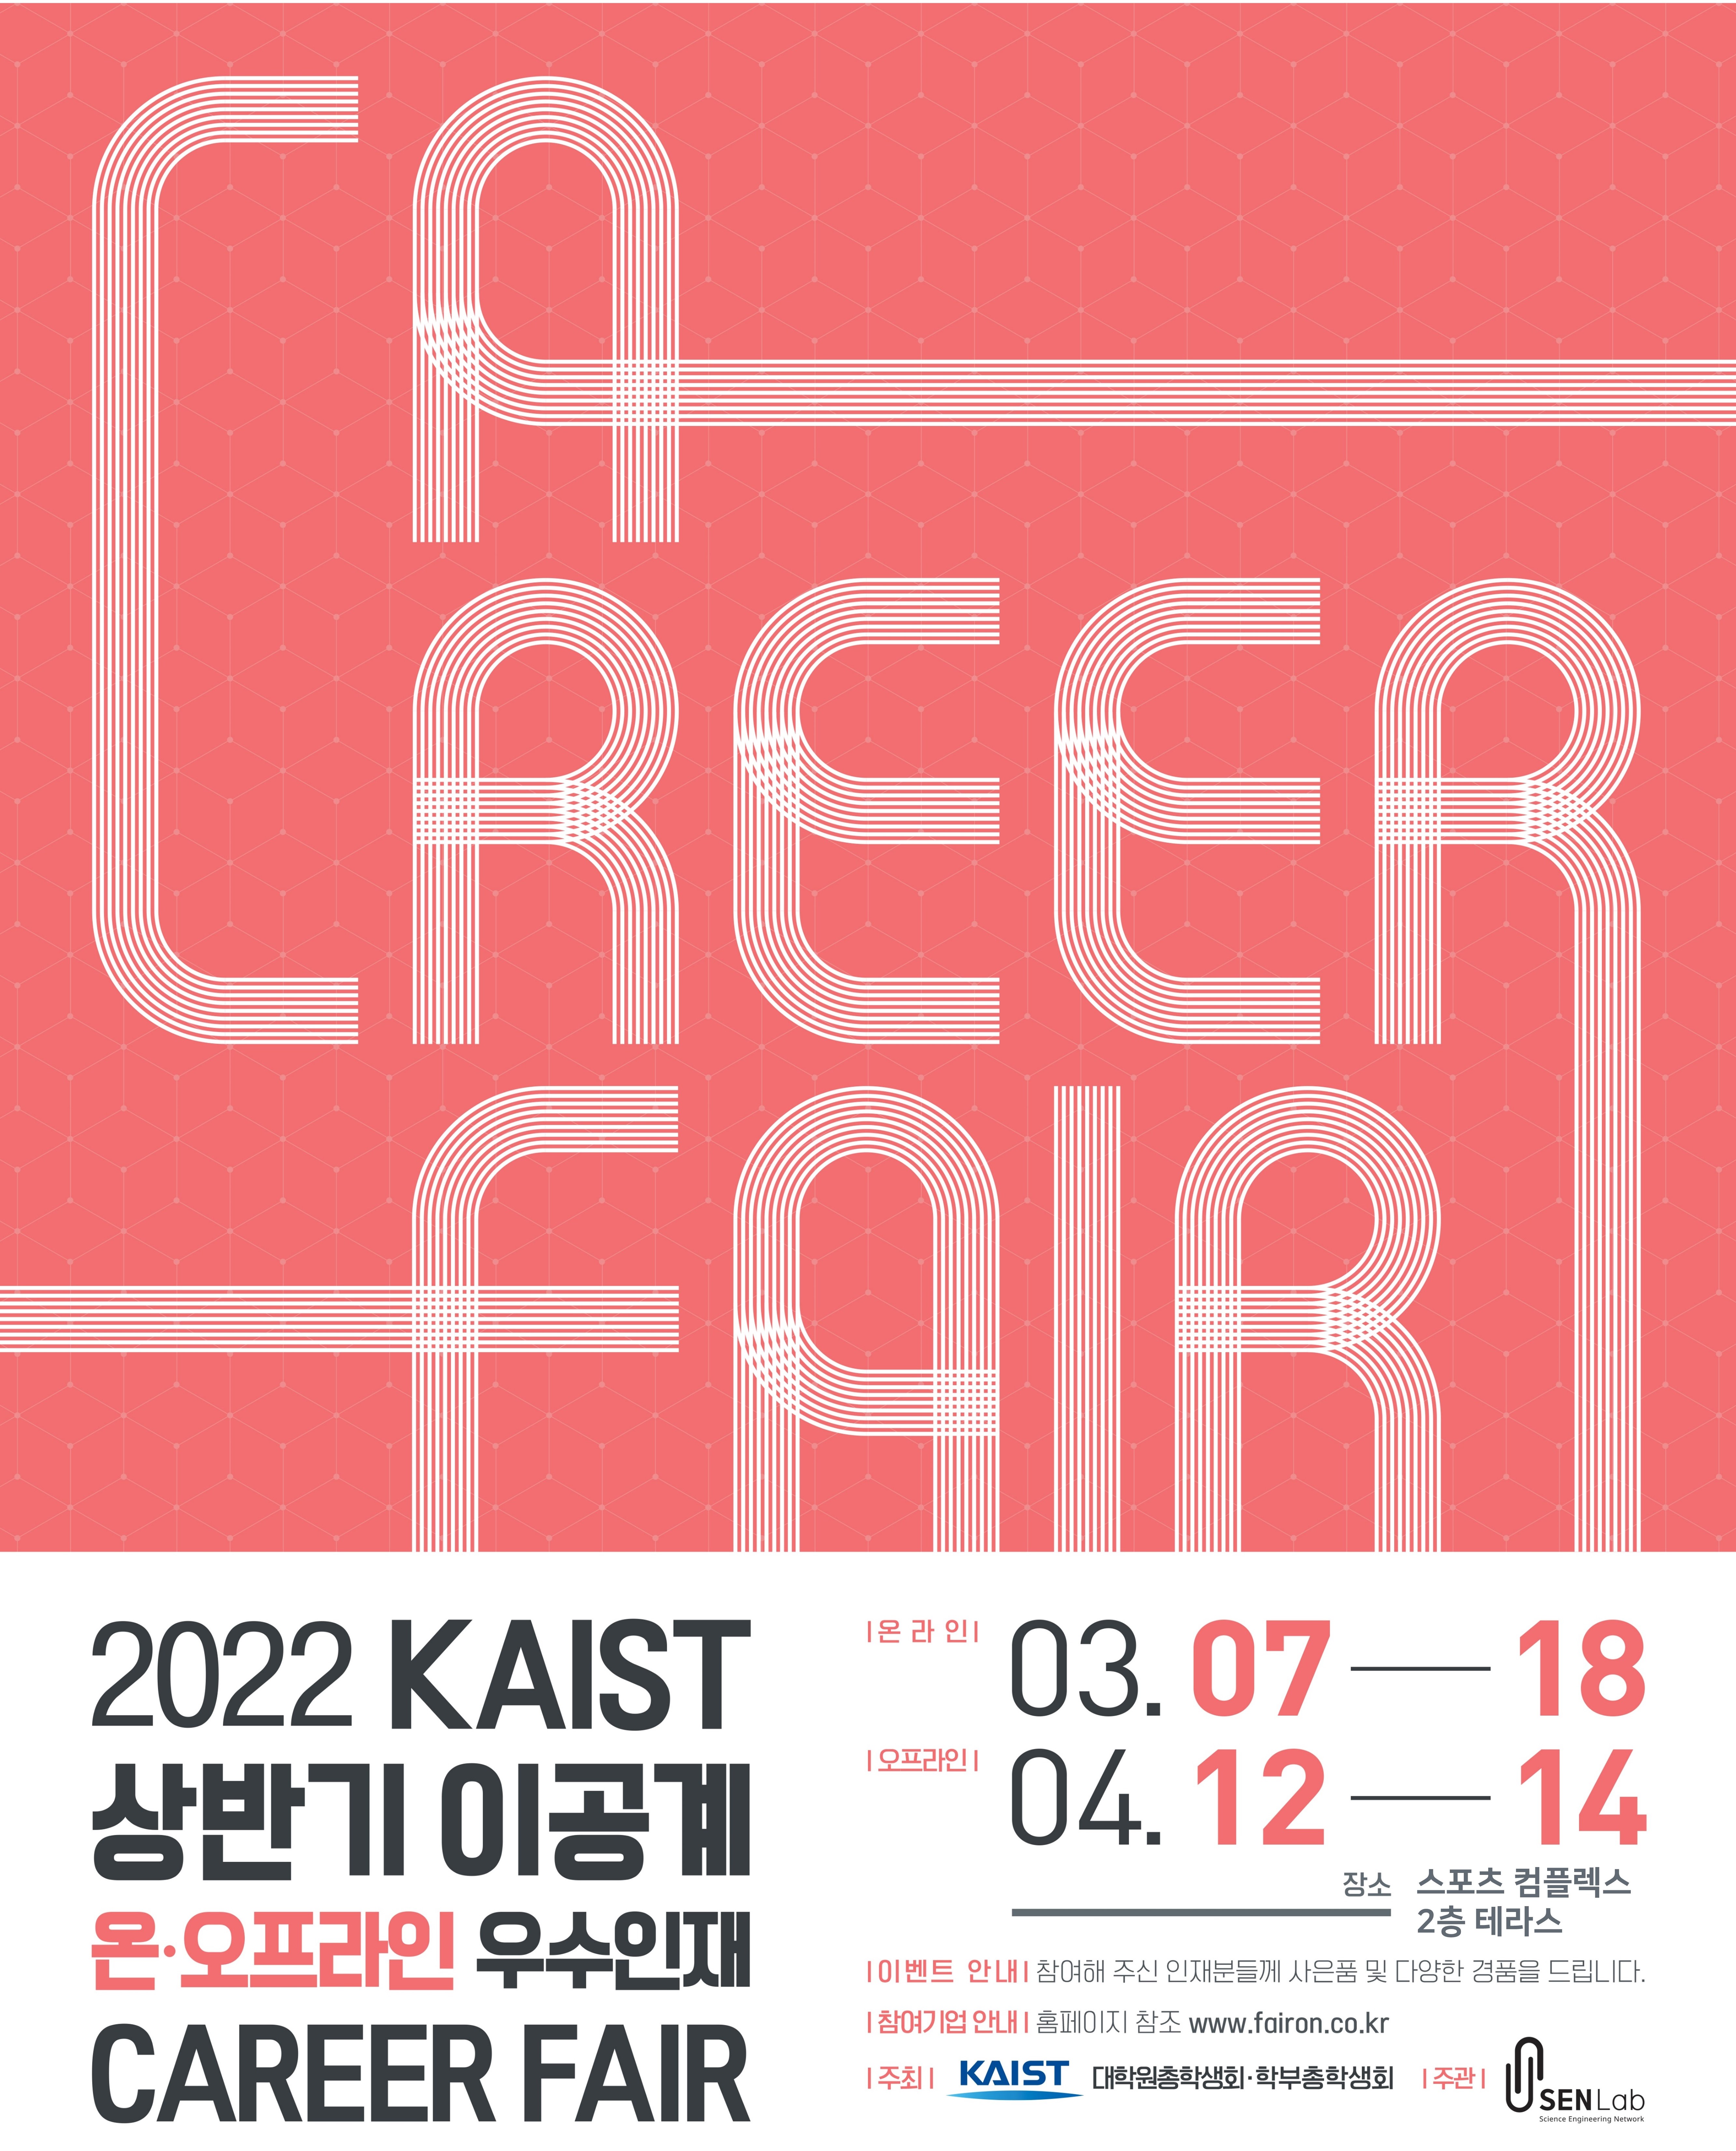 CA
REER
FAIR
2022 KAIST
상반기 이공계
온·오프라인 우수인재
CAREER FAIR
|온 라 인| 03. 07 — 18
|오프라인| 04. 12 — 14
장소 스포츠 컴플렉스
2층 테라스
|이벤트 안내| 참여해 주신 인재분들께 사은품 및 다양한 경품을 드립니다.
|참여기업 안내| 홈페이지 참조 www.fairon.co.kr
|주최| KAIST 대학원총학생회·학부총학생회 |주관| SENLab
Science Engineering Network